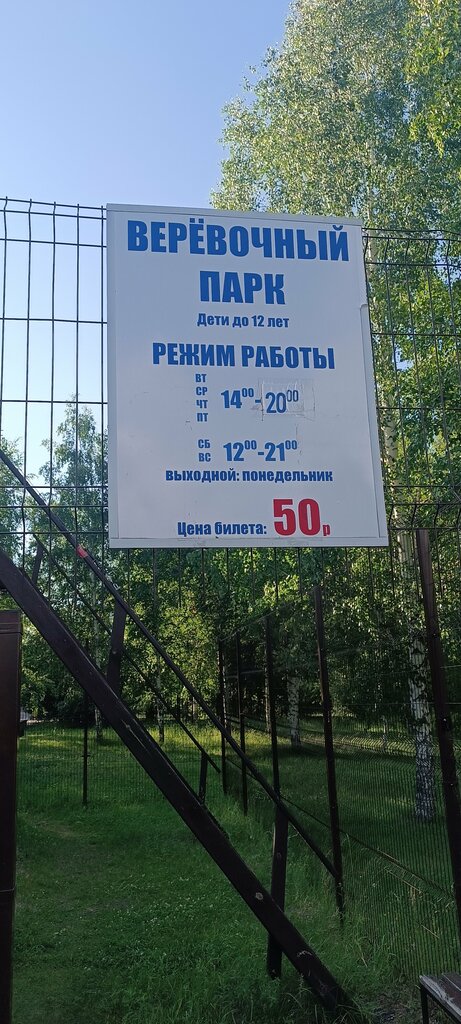 ВЕРЁВОЧНЫЙ
ПАРК
Дети до 12 лет
РЕЖИМ РАБОТЫ
ВТ
СР
ЧТ
ПТ
14⁰⁰-20⁰⁰
СБ
ВС
12⁰⁰-21⁰⁰
ВЫХОДНОЙ: ПОНЕДЕЛЬНИК
Цена билета: 50р